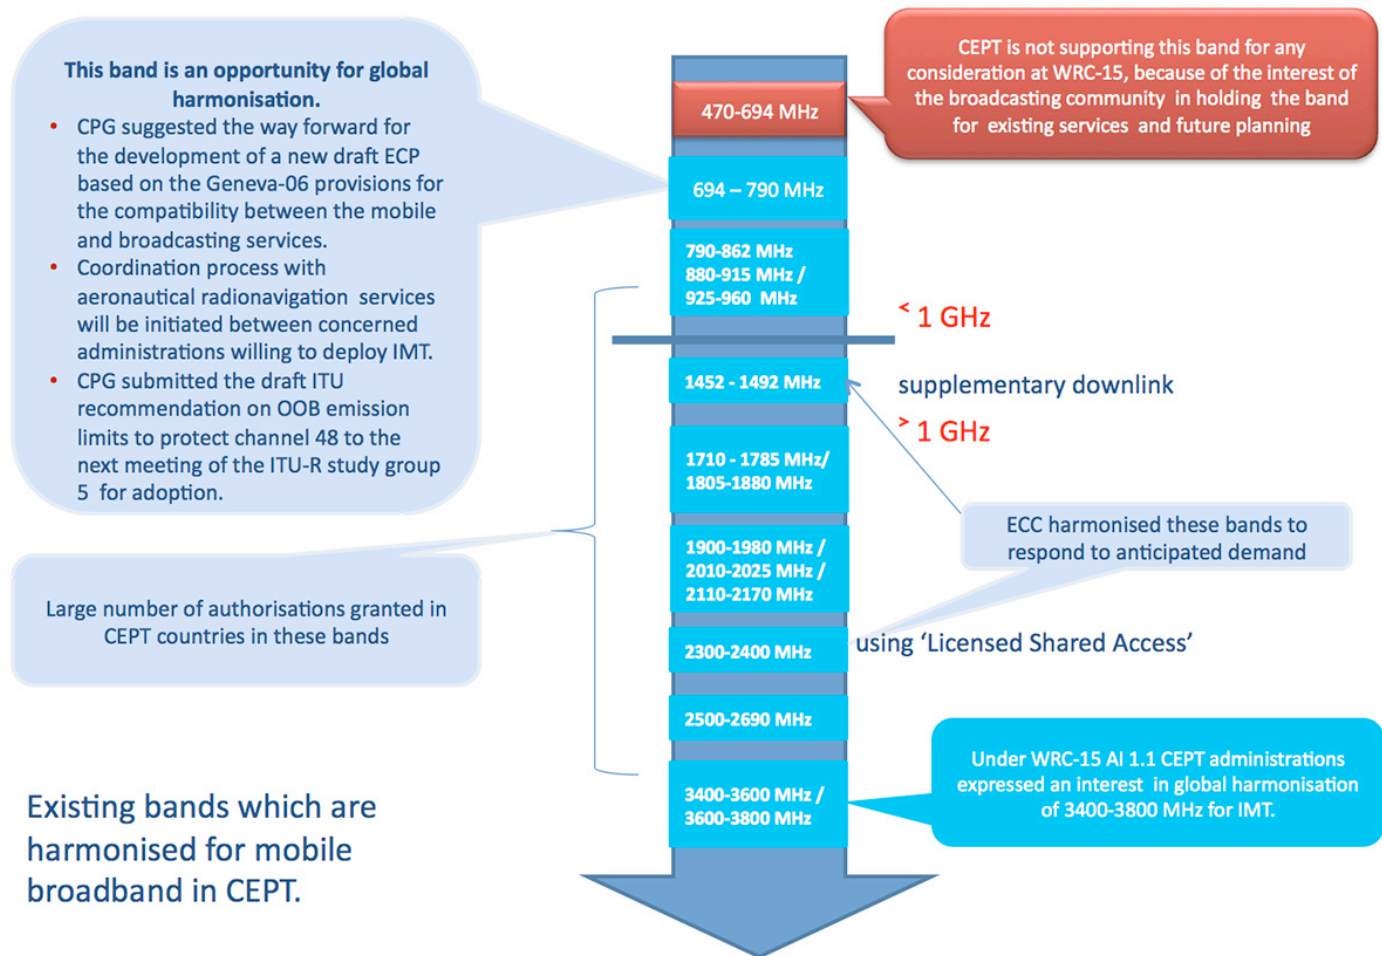 This band is an opportunity for global
harmonisation.
• CPG suggested the way forward for
the development of a new draft ECP
based on the Geneva-06 provisions for
the compatibility between the mobile
and broadcasting services.
• Coordination process with
aeronautical radionavigation services
will be initiated between concerned
administrations willing to deploy IMT.
• CPG submitted the draft ITU
recommendation on OOB emission
limits to protect channel 48 to the
next meeting of the ITU-R study group
5 for adoption.
Large number of authorisations granted in
CEPT countries in these bands
Existing bands which are
harmonised for mobile
broadband in CEPT.
470-694 MHz
694 – 790 MHz
790-862 MHz
880-915 MHz /
925-960 MHz
1452 - 1492 MHz
1710 - 1785 MHz/
1805-1880 MHz
1900-1980 MHz /
2010-2025 MHz /
2110-2170 MHz
2300-2400 MHz
2500-2690 MHz
3400-3600 MHz /
3600-3800 MHz
CEPT is not supporting this band for any
consideration at WRC-15, because of the interest of
the broadcasting community in holding the band
for existing services and future planning
< 1 GHz
supplementary downlink
> 1 GHz
ECC harmonised these bands to
respond to anticipated demand
using ‘Licensed Shared Access’
Under WRC-15 AI 1.1 CEPT administrations
expressed an interest in global harmonisation
of 3400-3800 MHz for IMT.